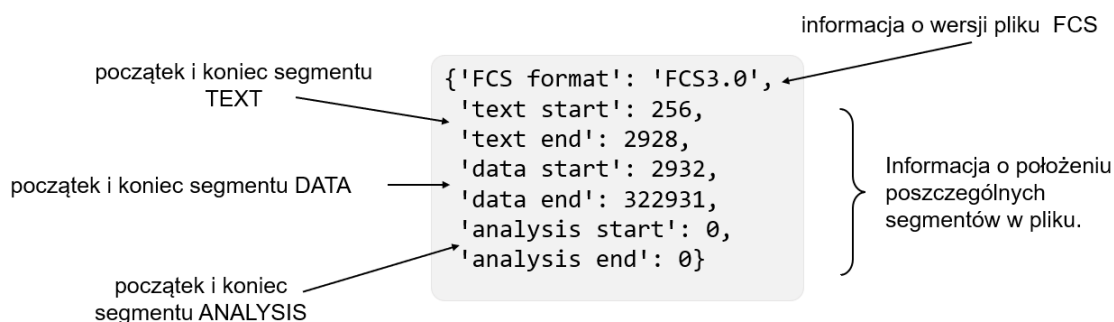 informacja o wersji pliku FCS
początek i koniec segmentu
TEXT
początek i koniec segmentu DATA
początek i koniec
segmentu ANALYSIS
{'FCS format': 'FCS3.0',
'text start': 256,
'text end': 2928,
'data start': 2932,
'data end': 322931,
'analysis start': 0,
'analysis end': 0}
Informacja o położeniu
poszczególnych
segmentów w pliku.